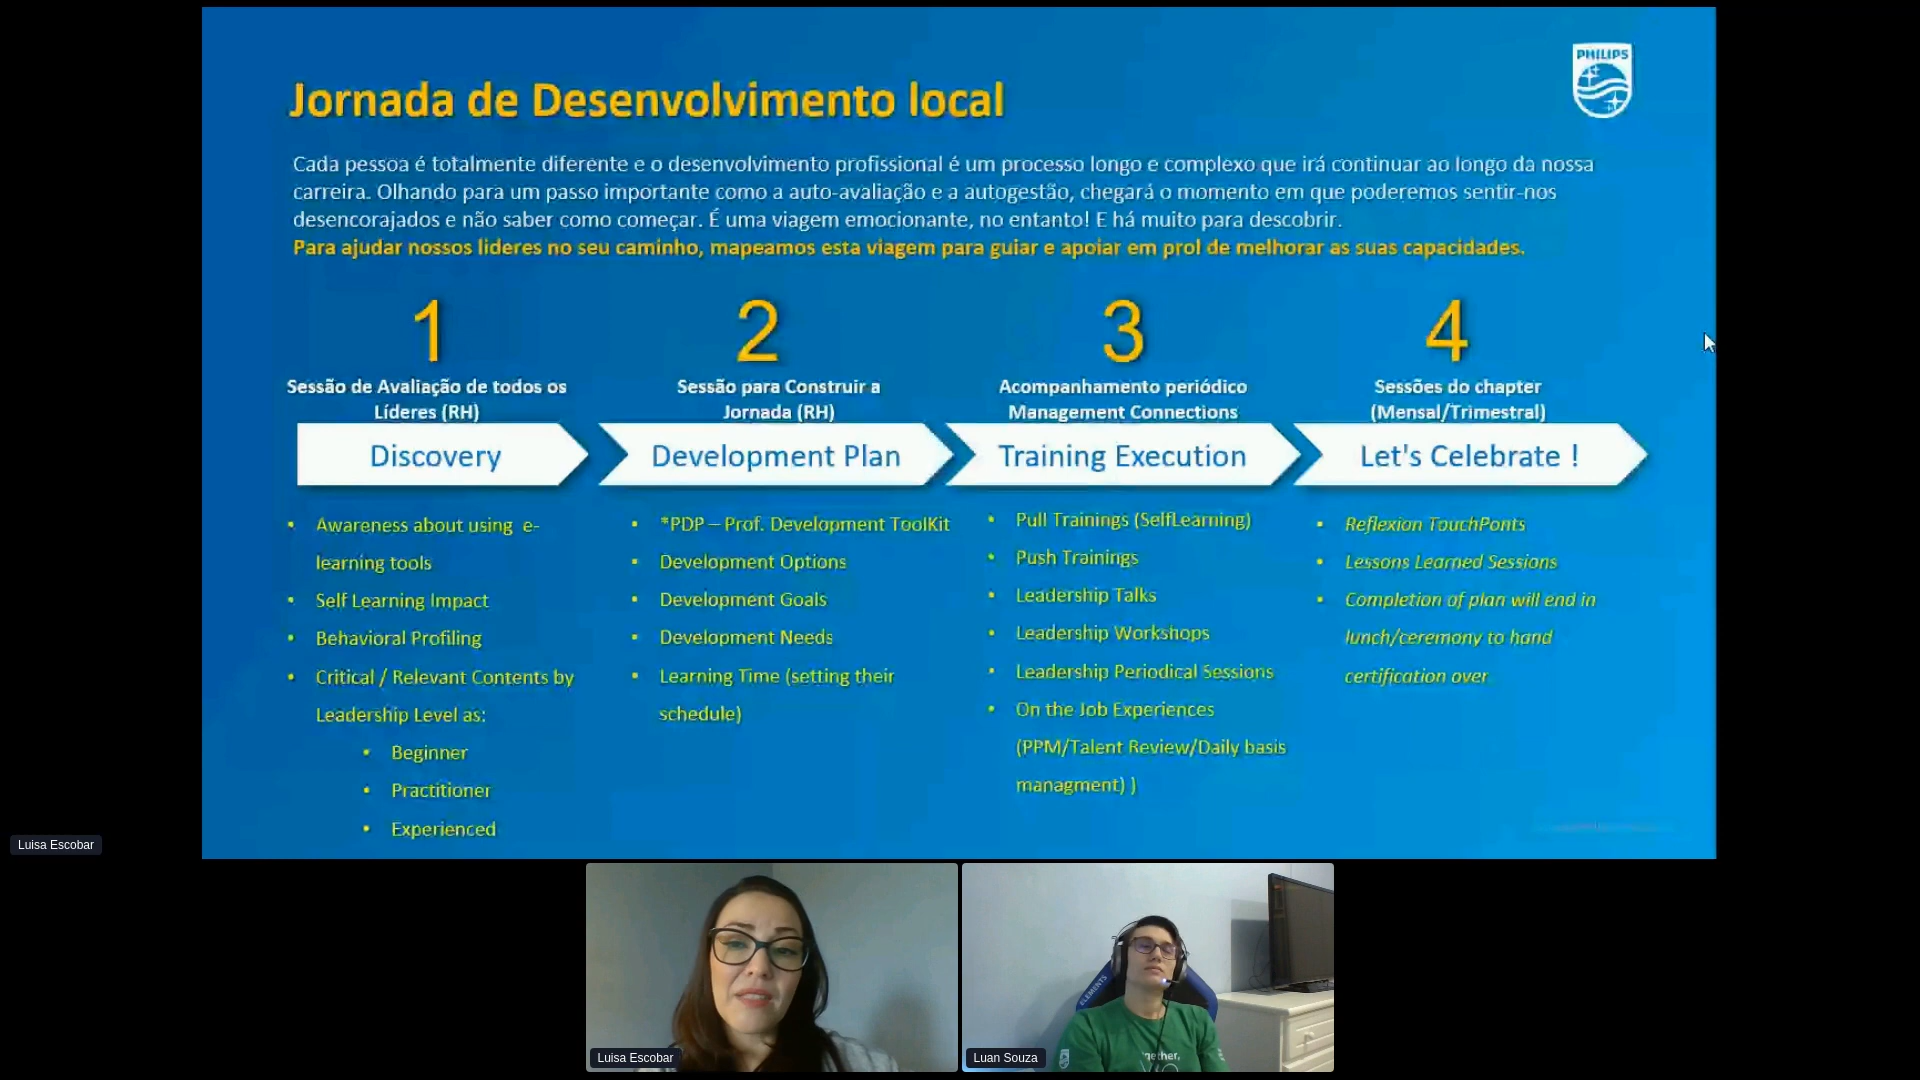 PHILIPS
Jornada de Desenvolvimento local
Cada pessoa é totalmente diferente e o desenvolvimento profissional é um processo longo e complexo que irá continuar ao longo da nossa
carreira. Olhando para um passo importante como a auto-avaliação e a autogestão, chegará o momento em que poderemos sentir-nos
desencorajados e não saber como começar. É uma viagem emocionante, no entanto! E há muito para descobrir.
Para ajudar nossos lideres no seu caminho, mapeamos esta viagem para guiar e apoiar em prol de melhorar as suas capacidades.
1
Sessão de Avaliação de todos os
Líderes (RH)
Discovery
• Awareness about using e-
learning tools
• Self Learning Impact
• Behavioral Profiling
• Critical / Relevant Contents by
Leadership Level as:
• Beginner
• Practitioner
• Experienced
2
Sessão para Construir a
Jornada (RH)
Development Plan
• *PDP – Prof. Development ToolKit
• Development Options
• Development Goals
• Development Needs
• Learning Time (setting their
schedule)
3
Acompanhamento periódico
Management Connections
Training Execution
• Pull Trainings (SelfLearning)
• Push Trainings
• Leadership Talks
• Leadership Workshops
• Leadership Periodical Sessions
• On the Job Experiences
(PPM/Talent Review/Daily basis
managment) )
4
Sessões do chapter
(Mensal/Trimestral)
Let's Celebrate !
• Reflexion TouchPonts
• Lessons Learned Sessions
• Completion of plan will end in
lunch/ceremony to hand
certification over
Luisa Escobar
Luisa Escobar
ELEMENTS
Luan Souza